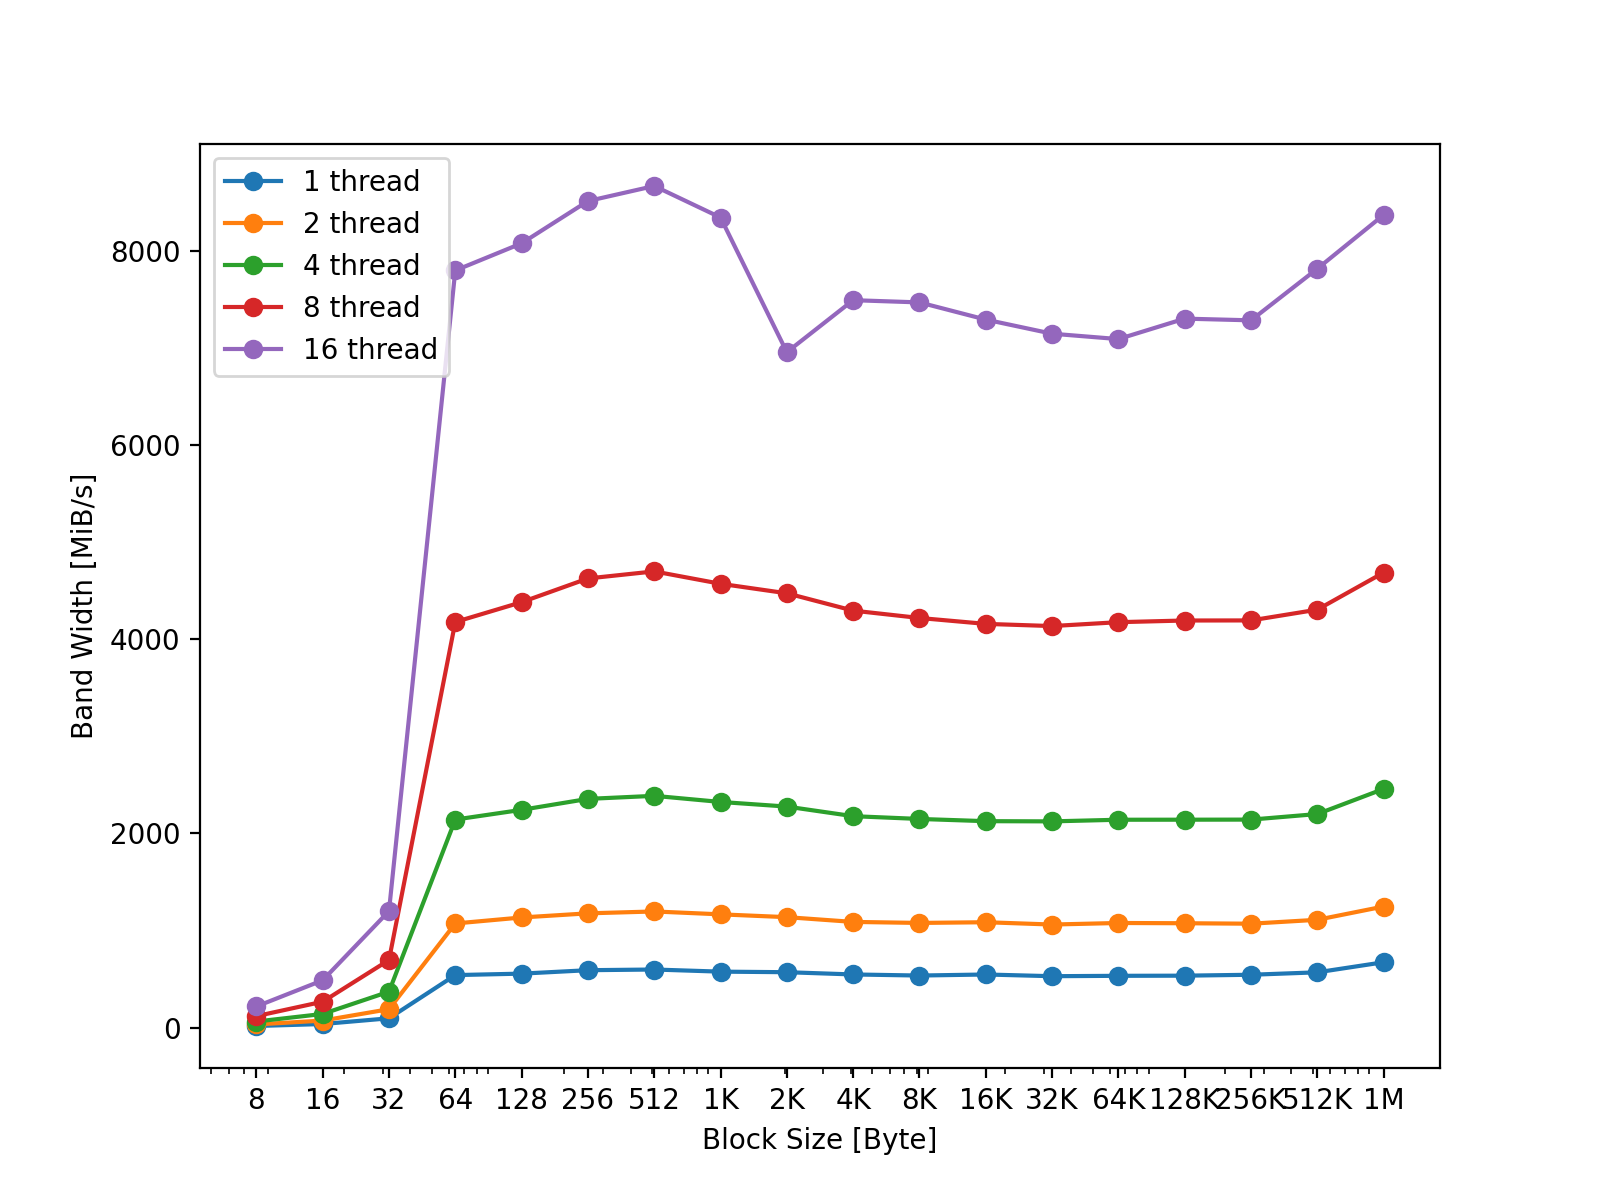 1 thread
2 thread
4 thread
8 thread
16 thread
8000
6000
4000
2000
0
Band Width [MiB/s]
8 16 32 64 128 256 512 1K 2K 4K 8K 16K 32K 64K 128K 256K 512K 1M
Block Size [Byte]